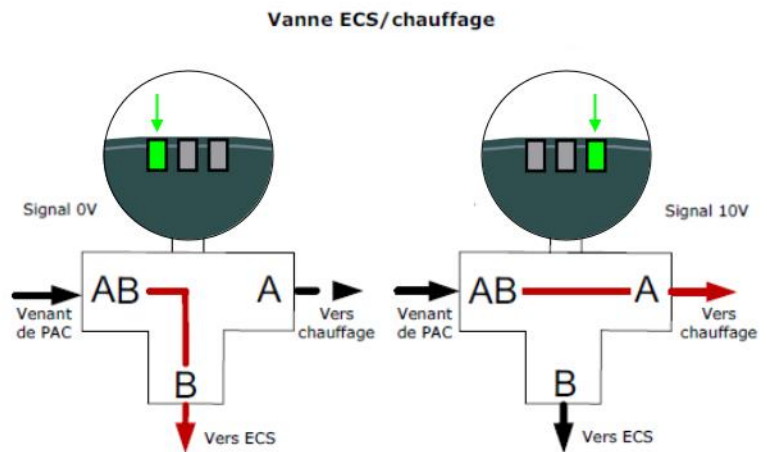 Vanne ECS/chauffage
Signal 0V
Signal 10V
AB
A
B
Venant
de PAC
Vers
chauffage
Vers ECS
AB
A
B
Venant
de PAC
Vers
chauffage
Vers ECS